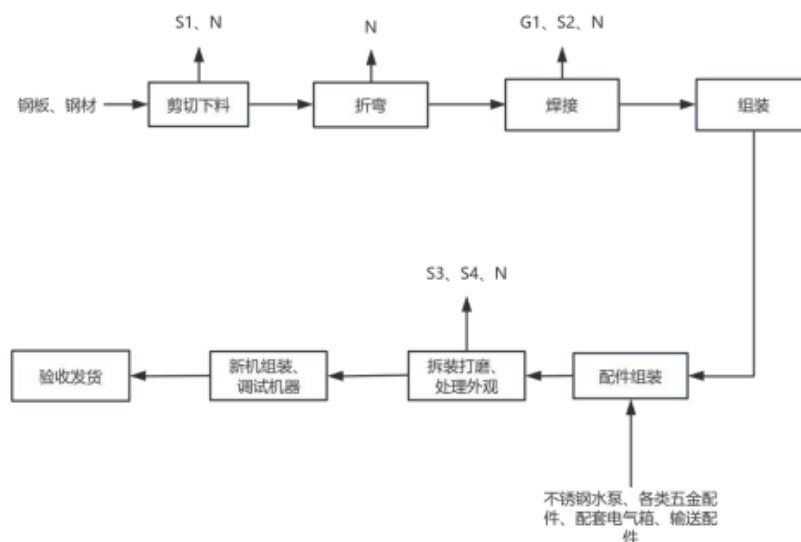 S1、N
N
G1、S2、N
钢板、钢材
剪切下料
折弯
焊接
组装
S3、S4、N
验收发货
新机组装、
调试机器
拆装打磨、
处理外观
配件组装
不锈钢水泵、各类五金配
件、配套电气箱、输送配
件